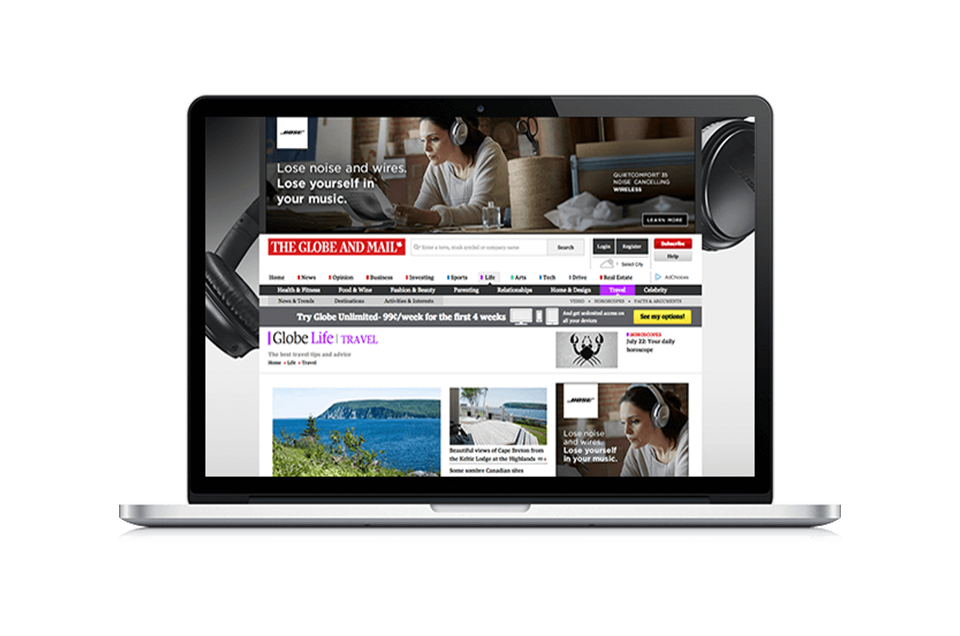 BOSE
Lose noise and wires.
Lose yourself in
your music.
QUIETCOMFORT 35
NOISE CANCELLING
WIRELESS
LEARN MORE
THE GLOBE AND MAIL
Enter a term, stock symbol or company name
Search
Login
Register
Subscribe
Help
Select City
Home News Opinion Business Investing Sports Life Arts Tech Drive Real Estate
AdChoices
Health & Fitness Food & Wine Fashion & Beauty Parenting Relationships Home & Design Travel Celebrity
News & Trends Destinations Activities & Interests
VIDEO • HOROSCOPES • FACTS & ARGUMENTS
Try Globe Unlimited- 99¢/week for the first 4 weeks
And get unlimited access on
all your devices
See my options!
Globe Life | TRAVEL
The best travel tips and advice
Home • Life • Travel
HOROSCOPES
July 22: Your daily
horoscope
Beautiful views of Cape Breton from
the Keltic Lodge at the Highlands
Some sombre Canadian sites
BOSE
Lose noise
and wires.
Lose yourself
in your music.